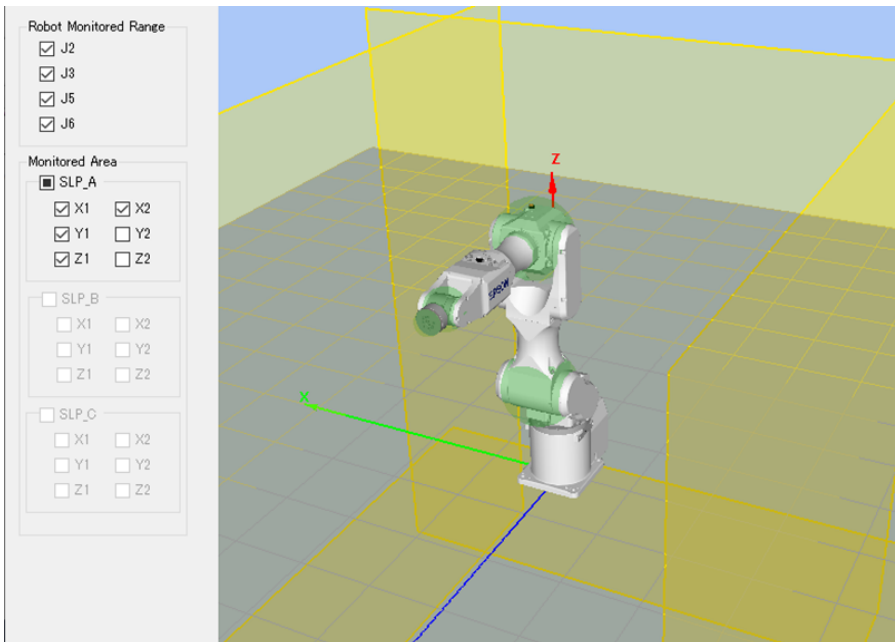 Robot Monitored Range
J2
J3
J5
J6
Monitored Area
SLP_A
X1 X2
Y1 Y2
Z1 Z2
SLP_B
X1 X2
Y1 Y2
Z1 Z2
SLP_C
X1 X2
Y1 Y2
Z1 Z2
Z
EPSON
X